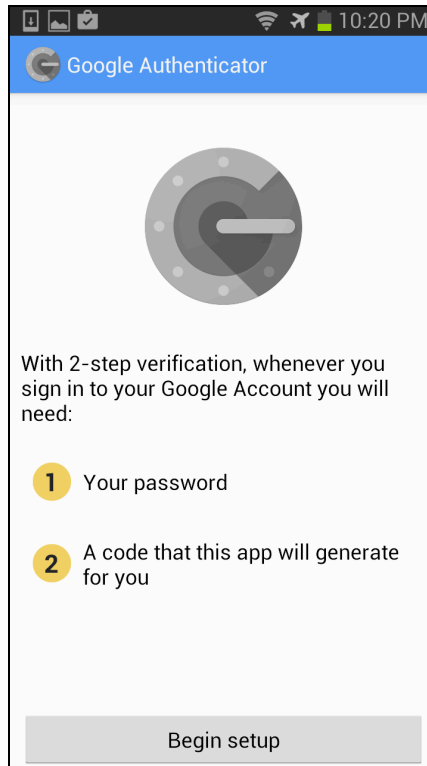 10:20 PM
Google Authenticator
With 2-step verification, whenever you
sign in to your Google Account you will
need:
1 Your password
2 A code that this app will generate
for you
Begin setup